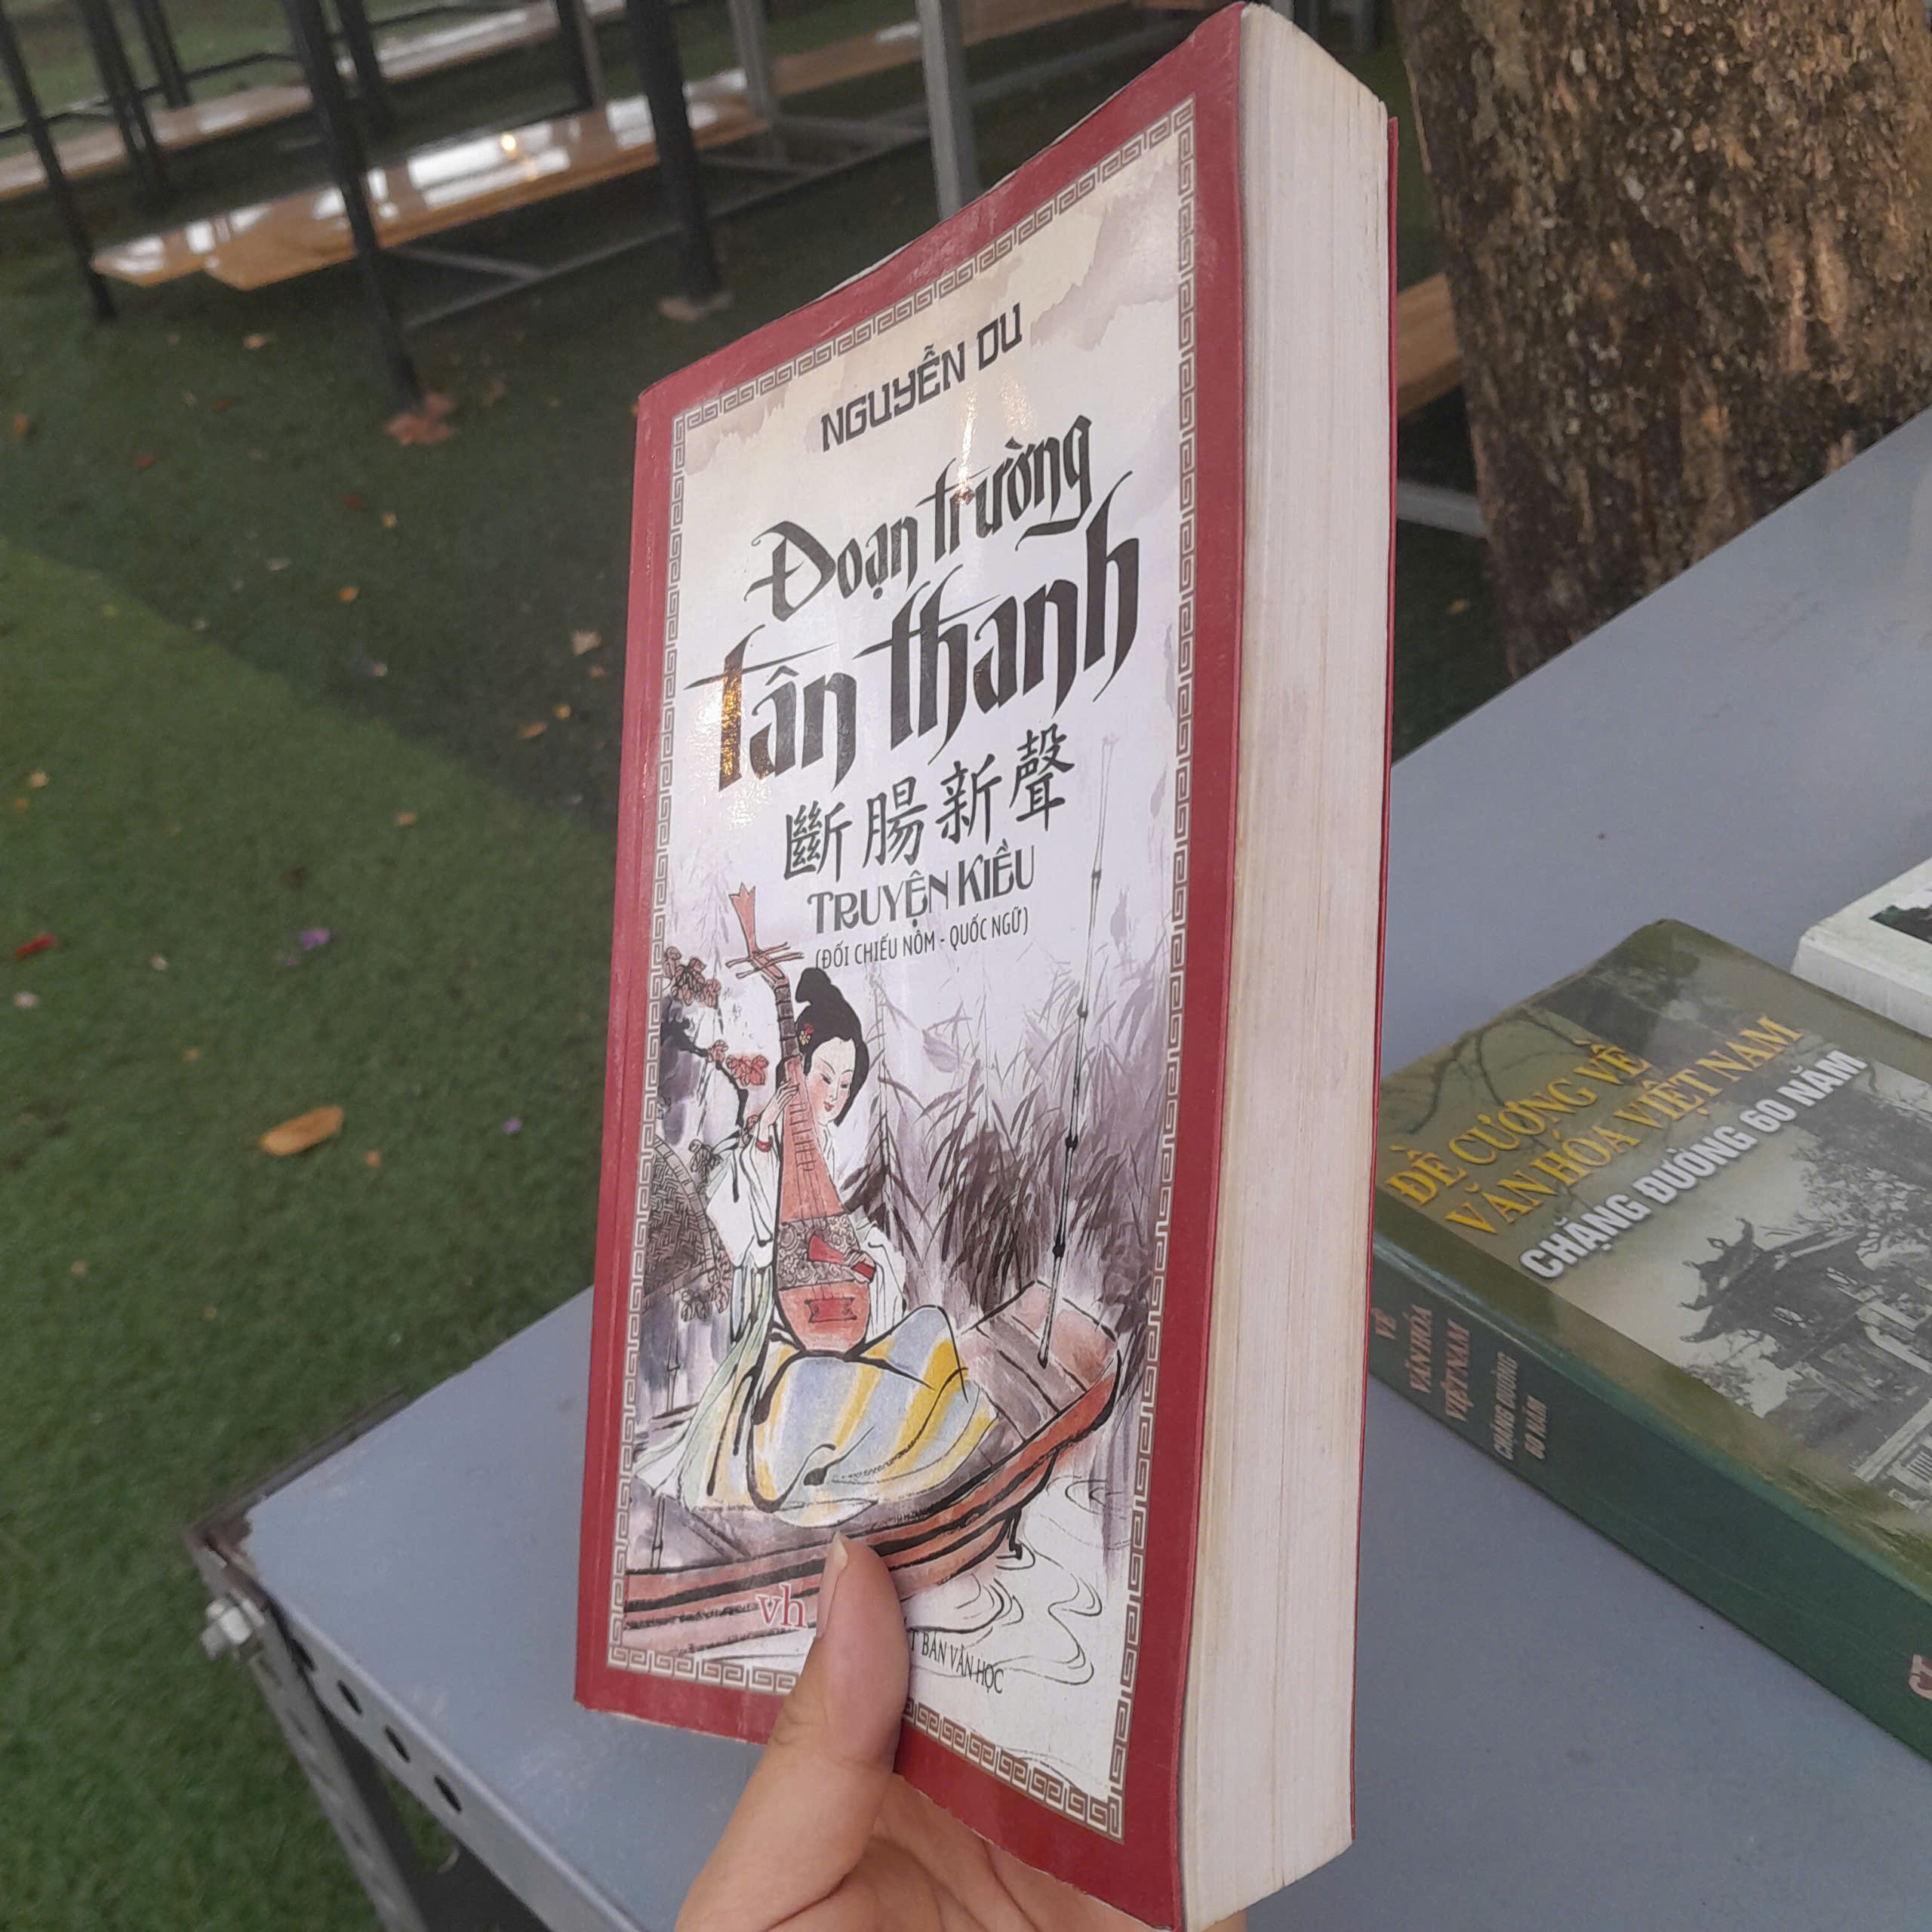 NGUYỄN DU
Đoạn trường
tân thanh
斷腸新聲
TRUYỆN KIỀU
(ĐỐI CHIẾU NÔM - QUỐC NGỮ)
vh
BẢN VĂN HỌC
ĐỀ CƯƠNG VỀ
VĂN HÓA VIỆT NAM
CHẶNG ĐƯỜNG 60 NĂM
VỀ
VĂN HÓA
VIỆT NAM
CHẶNG ĐƯỜNG
60 NĂM